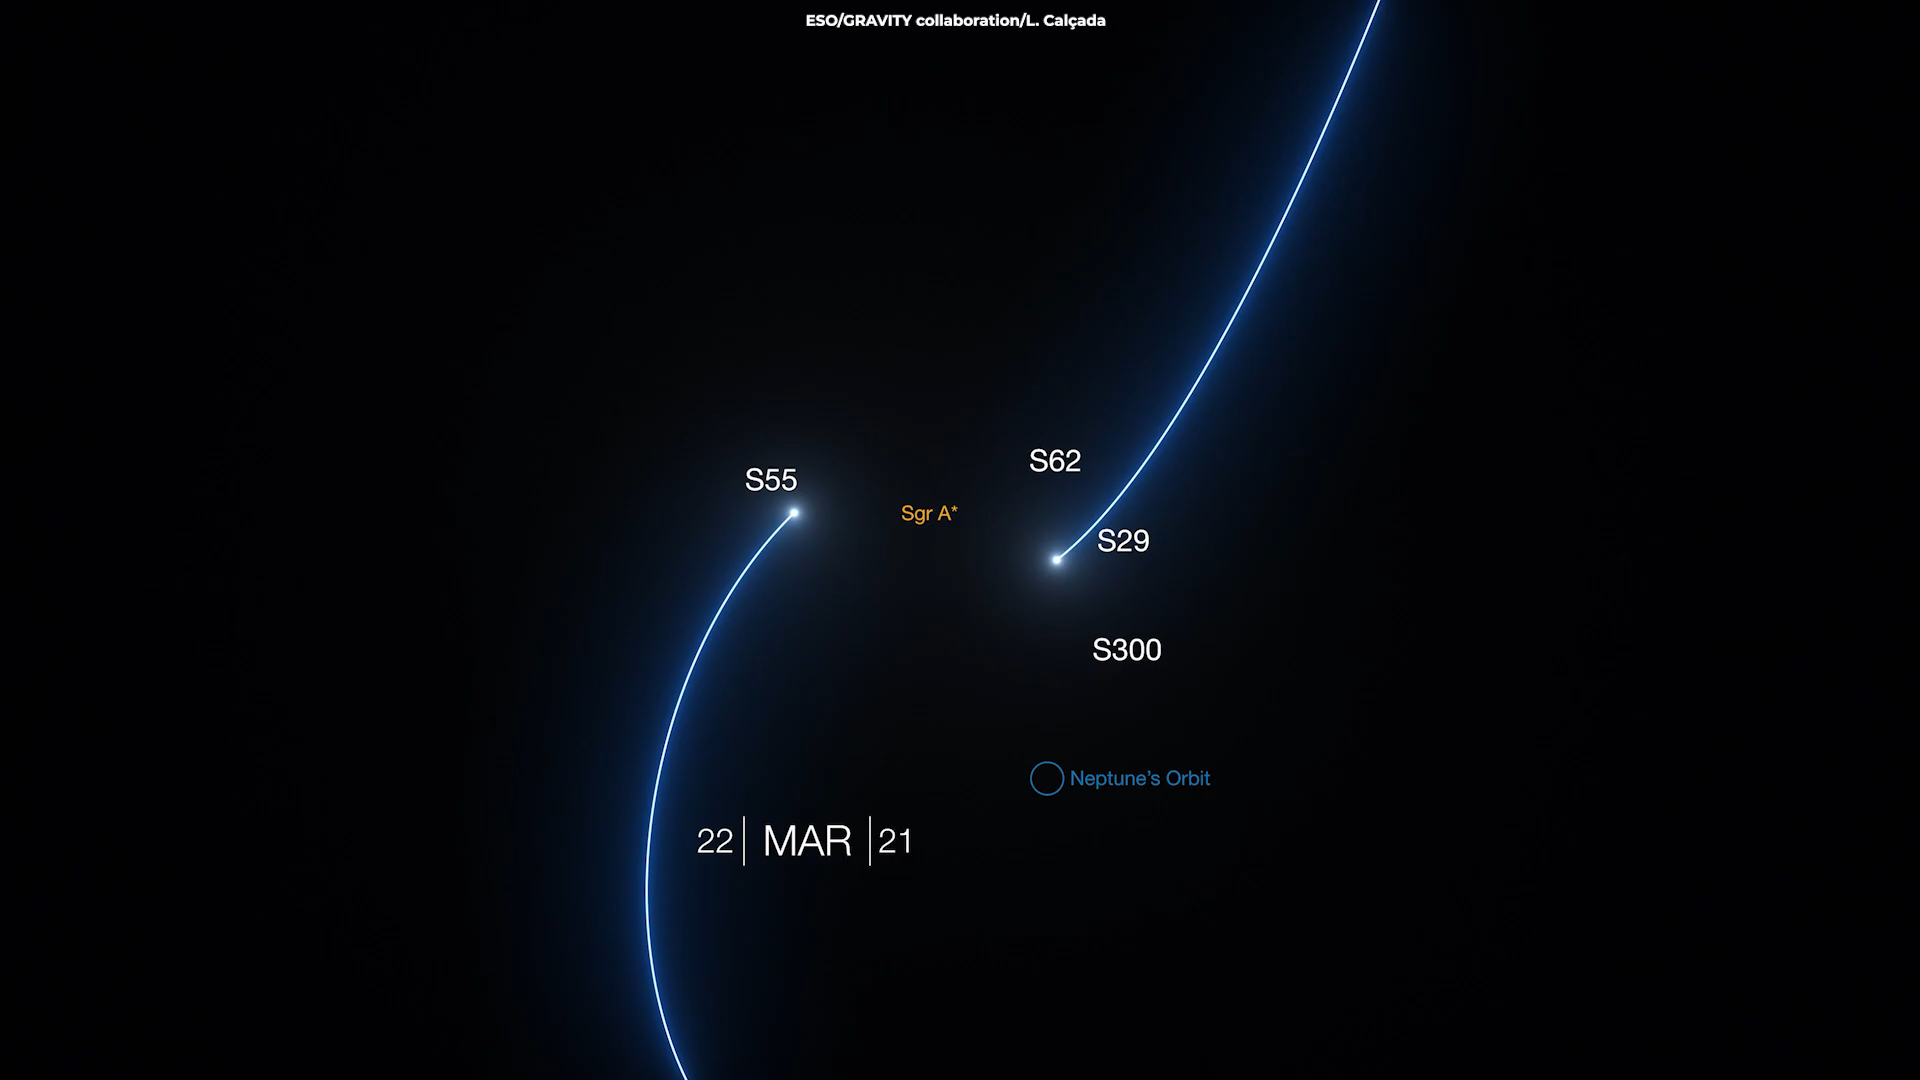 ESO/GRAVITY collaboration/L. Calçada
S62
S55
Sgr A*
S29
S300
Neptune's Orbit
22 | MAR | 21